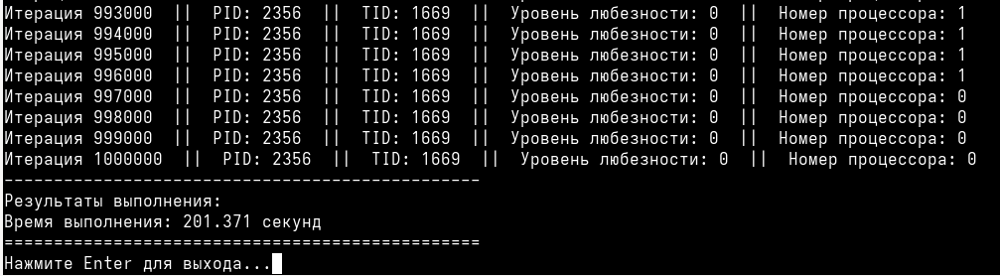 Итерация 993000  ||  PID: 2356  ||  TID: 1669  ||  Уровень любезности: 0  ||  Номер процессора: 1
Итерация 994000  ||  PID: 2356  ||  TID: 1669  ||  Уровень любезности: 0  ||  Номер процессора: 1
Итерация 995000  ||  PID: 2356  ||  TID: 1669  ||  Уровень любезности: 0  ||  Номер процессора: 1
Итерация 996000  ||  PID: 2356  ||  TID: 1669  ||  Уровень любезности: 0  ||  Номер процессора: 1
Итерация 997000  ||  PID: 2356  ||  TID: 1669  ||  Уровень любезности: 0  ||  Номер процессора: 0
Итерация 998000  ||  PID: 2356  ||  TID: 1669  ||  Уровень любезности: 0  ||  Номер процессора: 0
Итерация 999000  ||  PID: 2356  ||  TID: 1669  ||  Уровень любезности: 0  ||  Номер процессора: 0
Итерация 1000000  ||  PID: 2356  ||  TID: 1669  ||  Уровень любезности: 0  ||  Номер процессора: 0
------------------------------------------------
Результаты выполнения:
Время выполнения: 201.371 секунд
================================================
Нажмите Enter для выхода...